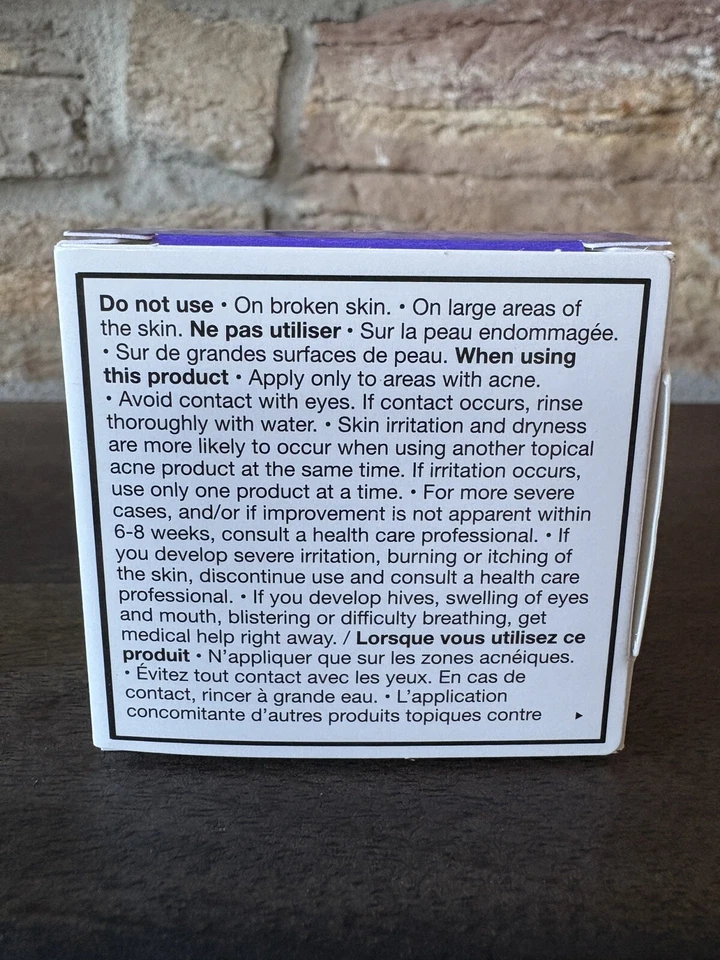 Do not use • On broken skin. • On large areas of
the skin. Ne pas utiliser • Sur la peau endommagée.
• Sur de grandes surfaces de peau. When using
this product • Apply only to areas with acne.
• Avoid contact with eyes. If contact occurs, rinse
thoroughly with water. • Skin irritation and dryness
are more likely to occur when using another topical
acne product at the same time. If irritation occurs,
use only one product at a time. • For more severe
cases, and/or if improvement is not apparent within
6-8 weeks, consult a health care professional. • If
you develop severe irritation, burning or itching of
the skin, discontinue use and consult a health care
professional. • If you develop hives, swelling of eyes
and mouth, blistering or difficulty breathing, get
medical help right away. / Lorsque vous utilisez ce
produit • N'appliquer que sur les zones acnéiques.
• Évitez tout contact avec les yeux. En cas de
contact, rincer à grande eau. • L'application
concomitante d'autres produits topiques contre ►